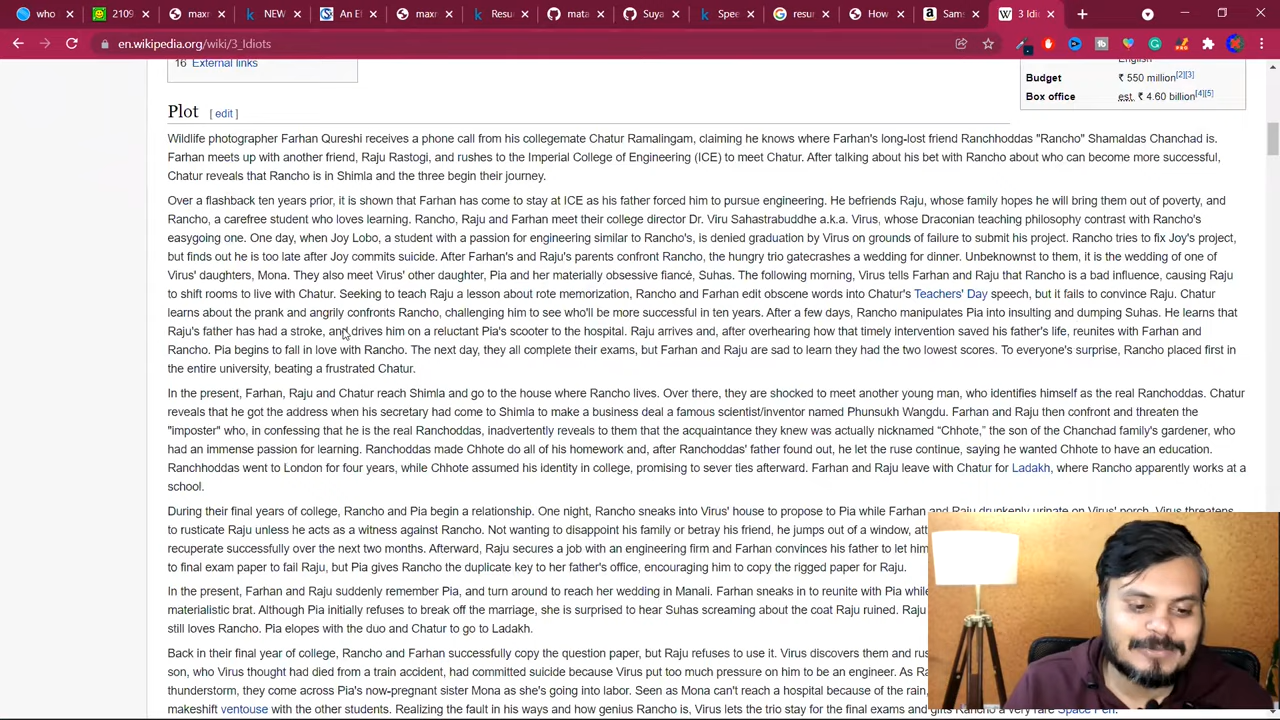 who
2109
maxr
NEW
An El
maxr
Resu
mata
Suya
Spee
resur
How
Sams
3 Idi
en.wikipedia.org/wiki/3_Idiots
16 External links
English
Budget ₹ 550 million[2][3]
Box office est. ₹ 4.60 billion[4][5]
Plot [ edit ]
Wildlife photographer Farhan Qureshi receives a phone call from his collegemate Chatur Ramalingam, claiming he knows where Farhan's long-lost friend Ranchhoddas "Rancho" Shamaldas Chanchad is.
Farhan meets up with another friend, Raju Rastogi, and rushes to the Imperial College of Engineering (ICE) to meet Chatur. After talking about his bet with Rancho about who can become more successful,
Chatur reveals that Rancho is in Shimla and the three begin their journey.
Over a flashback ten years prior, it is shown that Farhan has come to stay at ICE as his father forced him to pursue engineering. He befriends Raju, whose family hopes he will bring them out of poverty, and
Rancho, a carefree student who loves learning. Rancho, Raju and Farhan meet their college director Dr. Viru Sahastrabuddhe a.k.a. Virus, whose Draconian teaching philosophy contrast with Rancho's
easygoing one. One day, when Joy Lobo, a student with a passion for engineering similar to Rancho's, is denied graduation by Virus on grounds of failure to submit his project. Rancho tries to fix Joy's project,
but finds out he is too late after Joy commits suicide. After Farhan's and Raju's parents confront Rancho, the hungry trio gatecrashes a wedding for dinner. Unbeknownst to them, it is the wedding of one of
Virus' daughters, Mona. They also meet Virus' other daughter, Pia and her materially obsessive fiancé, Suhas. The following morning, Virus tells Farhan and Raju that Rancho is a bad influence, causing Raju
to shift rooms to live with Chatur. Seeking to teach Raju a lesson about rote memorization, Rancho and Farhan edit obscene words into Chatur's Teachers' Day speech, but it fails to convince Raju. Chatur
learns about the prank and angrily confronts Rancho, challenging him to see who'll be more successful in ten years. After a few days, Rancho manipulates Pia into insulting and dumping Suhas. He learns that
Raju's father has had a stroke, and drives him on a reluctant Pia's scooter to the hospital. Raju arrives and, after overhearing how that timely intervention saved his father's life, reunites with Farhan and
Rancho. Pia begins to fall in love with Rancho. The next day, they all complete their exams, but Farhan and Raju are sad to learn they had the two lowest scores. To everyone's surprise, Rancho placed first in
the entire university, beating a frustrated Chatur.
In the present, Farhan, Raju and Chatur reach Shimla and go to the house where Rancho lives. Over there, they are shocked to meet another young man, who identifies himself as the real Ranchoddas. Chatur
reveals that he got the address when his secretary had come to Shimla to make a business deal a famous scientist/inventor named Phunsukh Wangdu. Farhan and Raju then confront and threaten the
"imposter" who, in confessing that he is the real Ranchoddas, inadvertently reveals to them that the acquaintance they knew was actually nicknamed “Chhote,” the son of the Chanchad family's gardener, who
had an immense passion for learning. Ranchoddas made Chhote do all of his homework and, after Ranchoddas' father found out, he let the ruse continue, saying he wanted Chhote to have an education.
Ranchhoddas went to London for four years, while Chhote assumed his identity in college, promising to sever ties afterward. Farhan and Raju leave with Chatur for Ladakh, where Rancho apparently works at a
school.
During their final years of college, Rancho and Pia begin a relationship. One night, Rancho sneaks into Virus' house to propose to Pia while Farhan and Raju drunkenly urinate on Virus' porch. Virus threatens
to rusticate Raju unless he acts as a witness against Rancho. Not wanting to disappoint his family or betray his friend, he jumps out of a window, att
recuperate successfully over the next two months. Afterward, Raju secures a job with an engineering firm and Farhan convinces his father to let him
to final exam paper to fail Raju, but Pia gives Rancho the duplicate key to her father's office, encouraging him to copy the rigged paper for Raju.
In the present, Farhan and Raju suddenly remember Pia, and turn around to reach her wedding in Manali. Farhan sneaks in to reunite with Pia while
materialistic brat. Although Pia initially refuses to break off the marriage, she is surprised to hear Suhas screaming about the coat Raju ruined. Raju
still loves Rancho. Pia elopes with the duo and Chatur to go to Ladakh.
Back in their final year of college, Rancho and Farhan successfully copy the question paper, but Raju refuses to use it. Virus discovers them and rus
son, who Virus thought had died from a train accident, had committed suicide because Virus put too much pressure on him to be an engineer. As Ra
thunderstorm, they come across Pia's now-pregnant sister Mona as she's going into labor. Seen as Mona can't reach a hospital because of the rain,
makeshift ventouse with the other students. Realizing the fault in his ways and how genius Rancho is, Virus lets the trio stay for the final exams and gifts Rancho a very rare Space Pen.